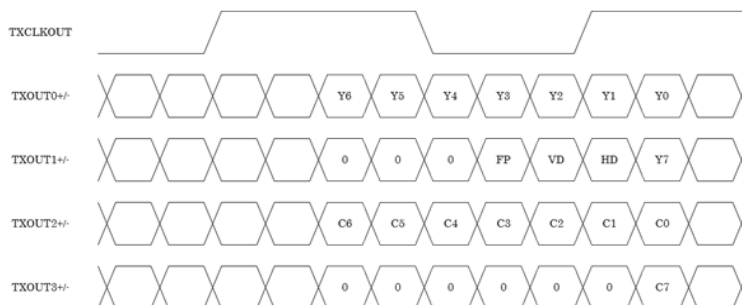 TXCLKOUT
TXOUT0+/- Y6 Y5 Y4 Y3 Y2 Y1 Y0
TXOUT1+/- 0 0 0 FP VD HD Y7
TXOUT2+/- C6 C5 C4 C3 C2 C1 C0
TXOUT3+/- 0 0 0 0 0 0 C7